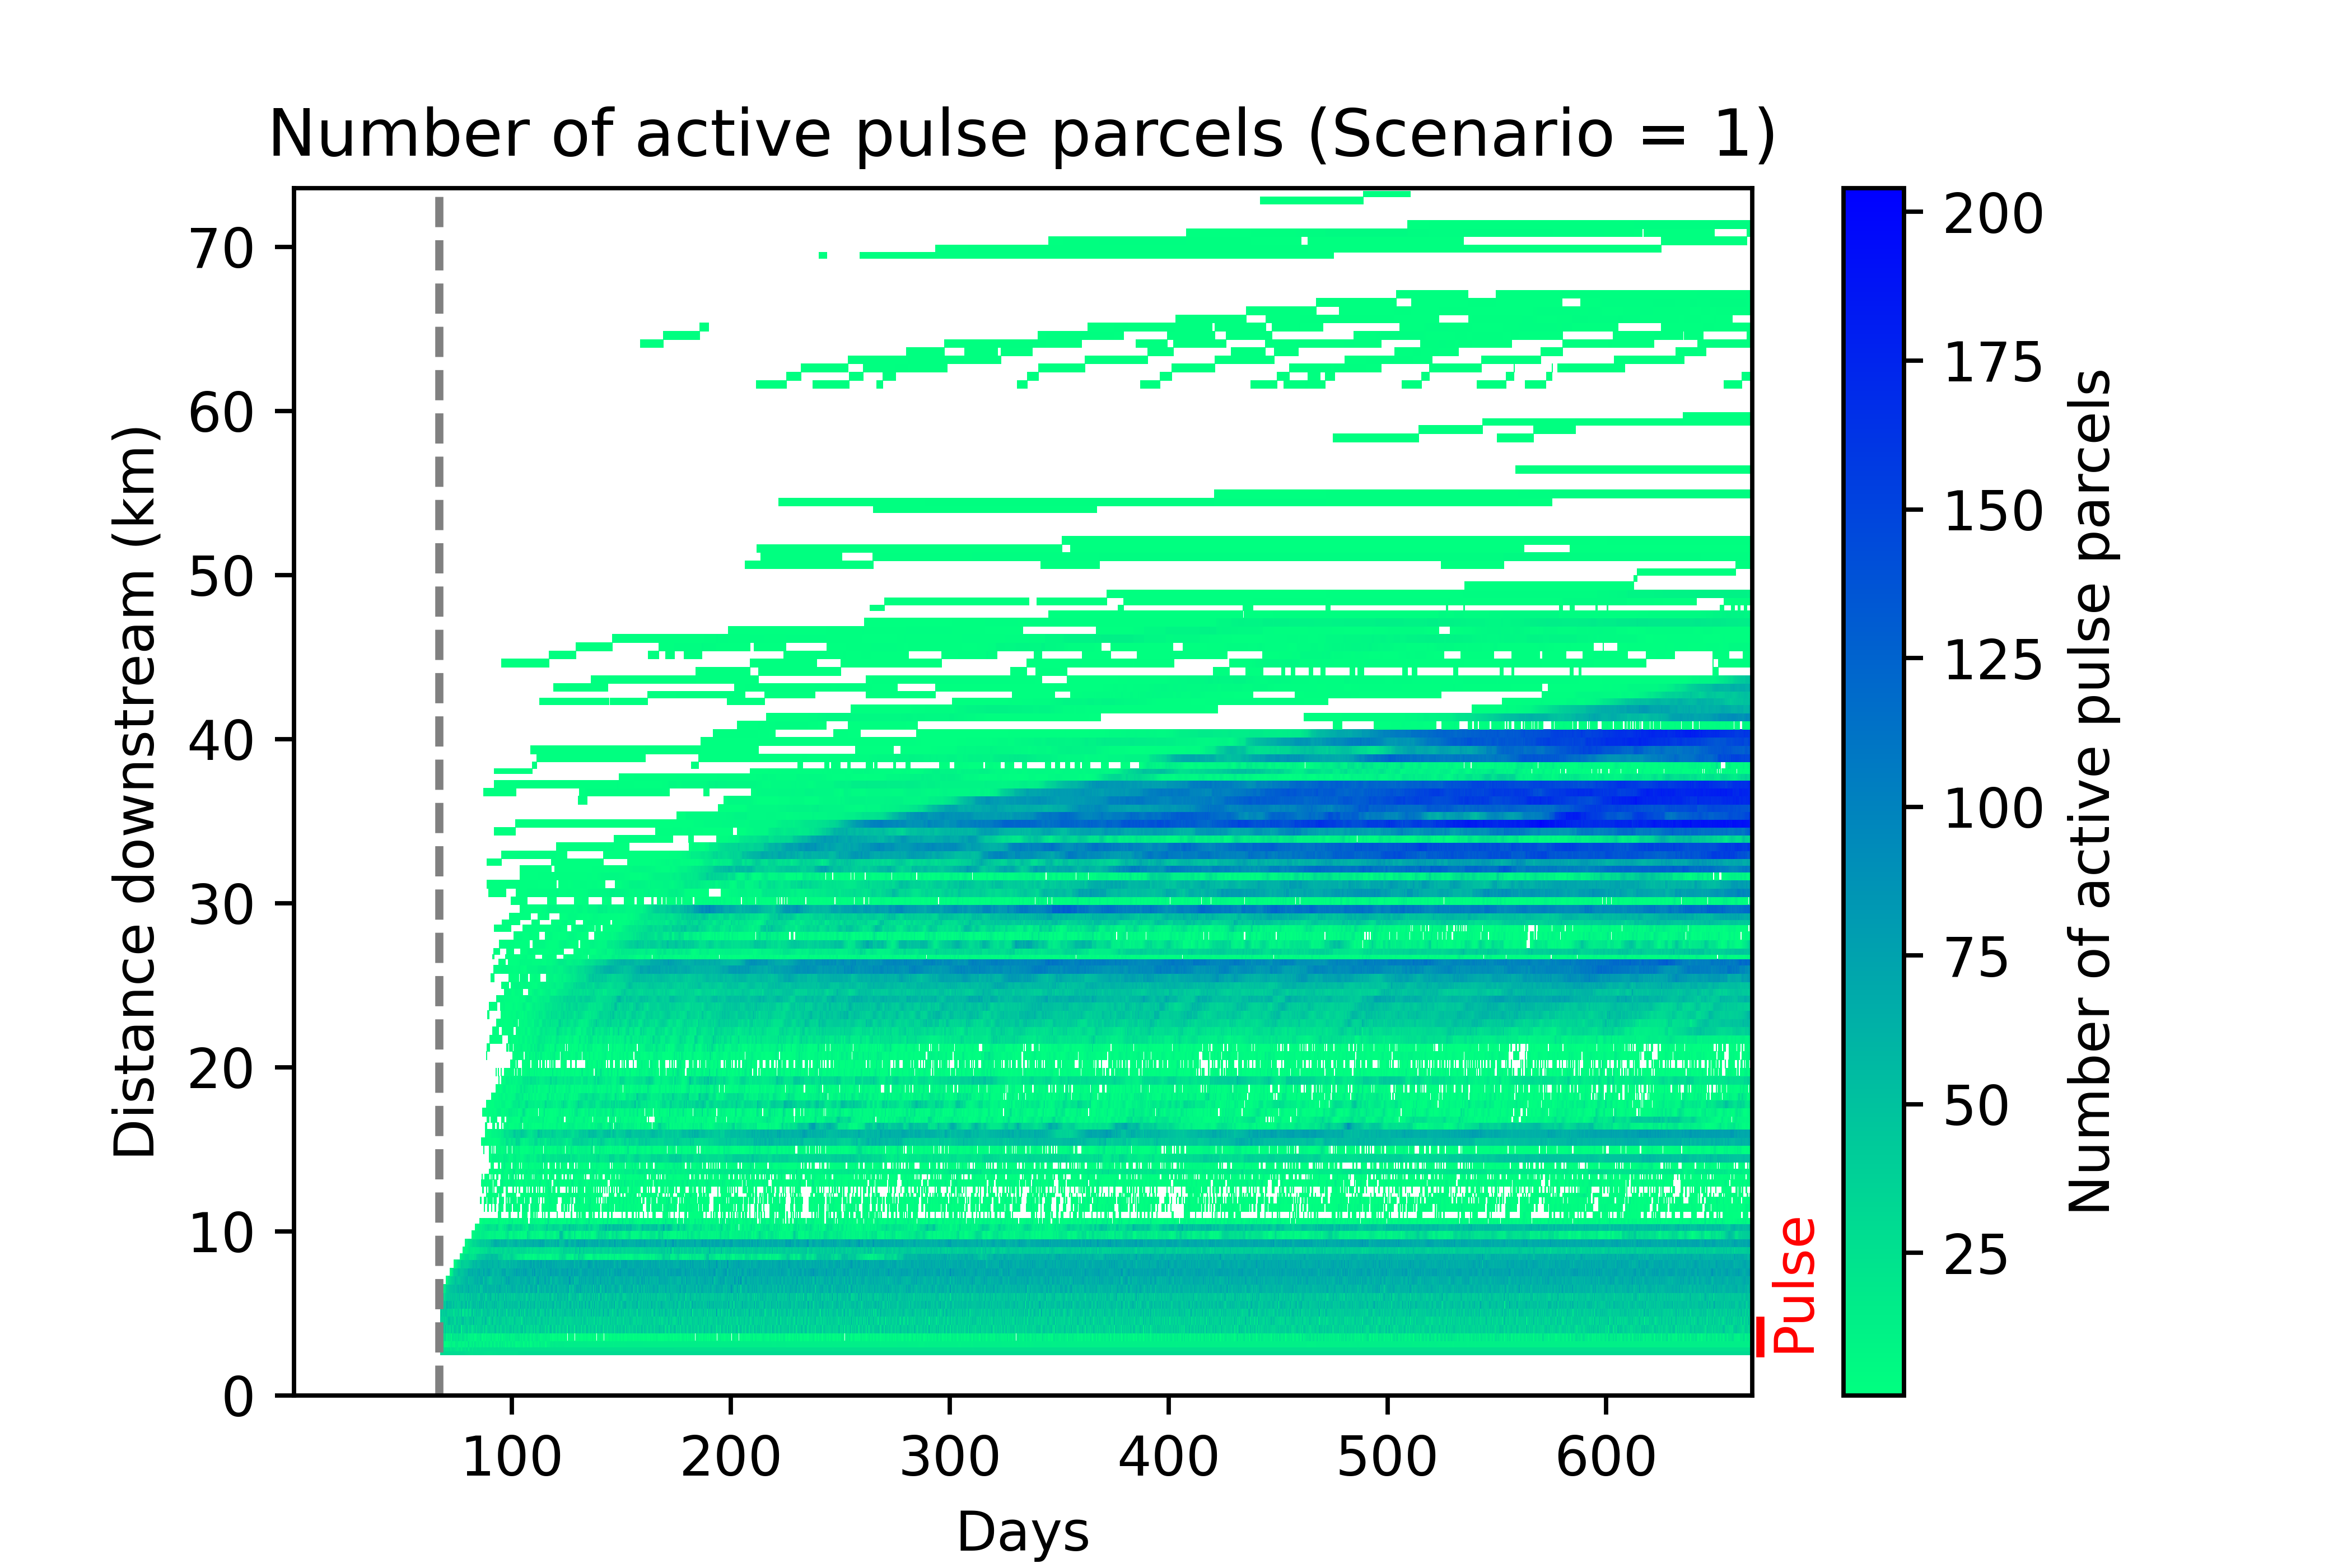 Number of active pulse parcels (Scenario = 1)
70
60
50
40
30
20
10
0
Distance downstream (km)
100 200 300 400 500 600
Days
Pulse
200
175
150
125
100
75
50
25
Number of active pulse parcels